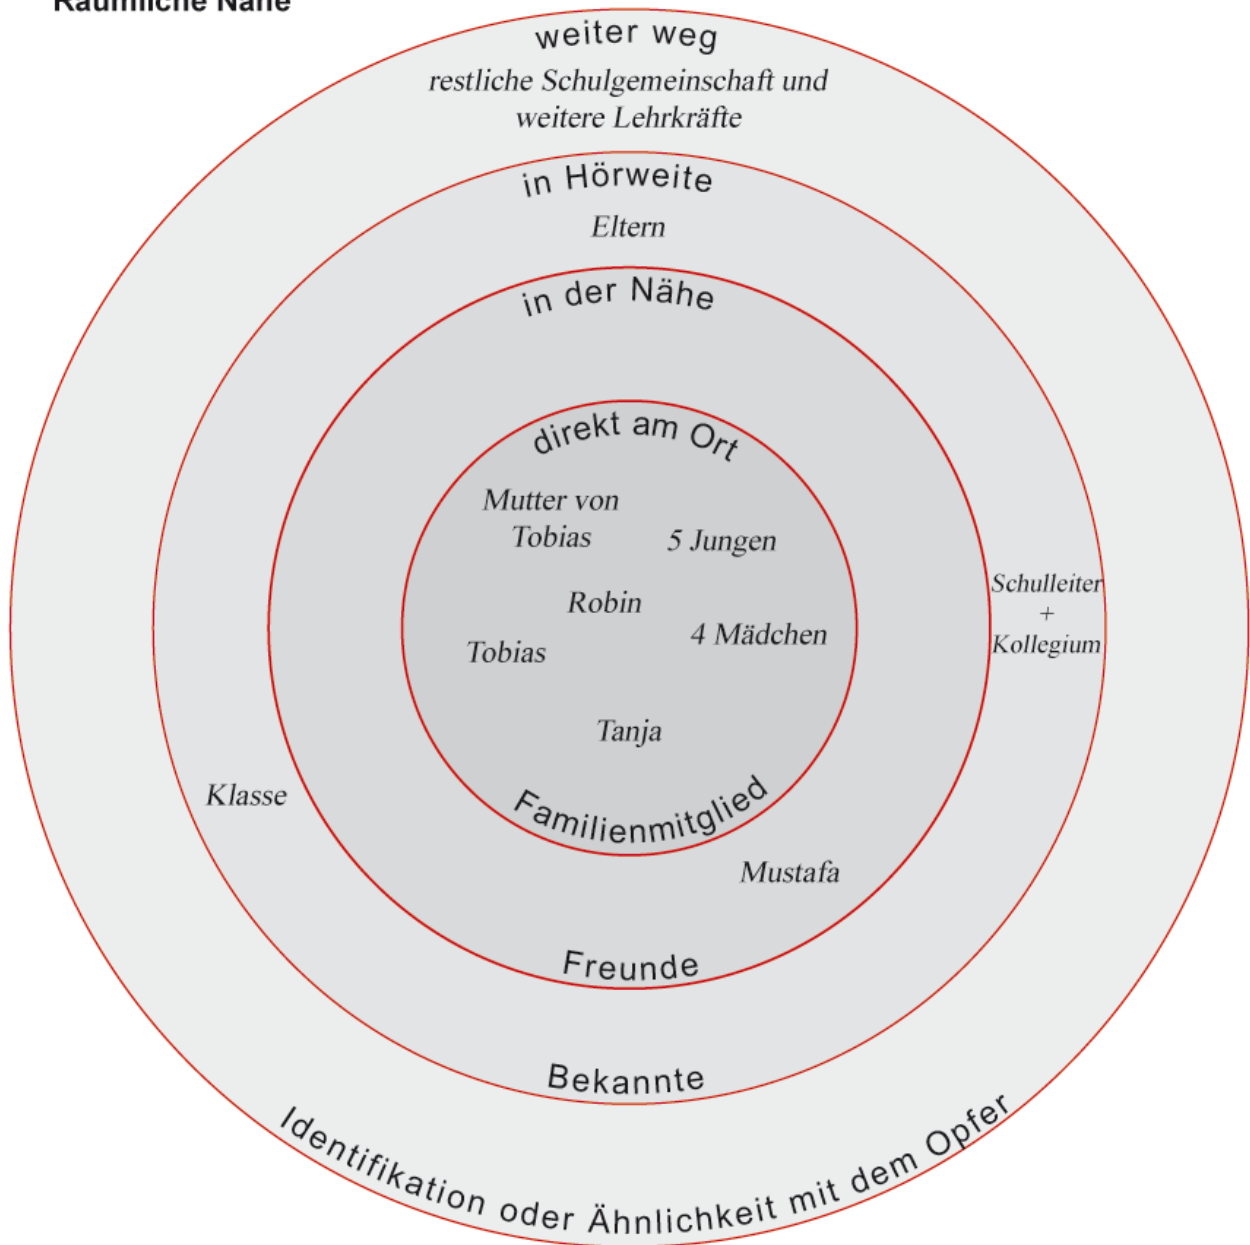 Räumliche Nähe
weiter weg
restliche Schulgemeinschaft und
weitere Lehrkräfte
in Hörweite
Eltern
in der Nähe
direkt am Ort
Mutter von
Tobias
5 Jungen
Robin
4 Mädchen
Tobias
Tanja
Familienmitglied
Schulleiter
+
Kollegium
Klasse
Mustafa
Freunde
Bekannte
Identifikation oder Ähnlichkeit mit dem Opfer